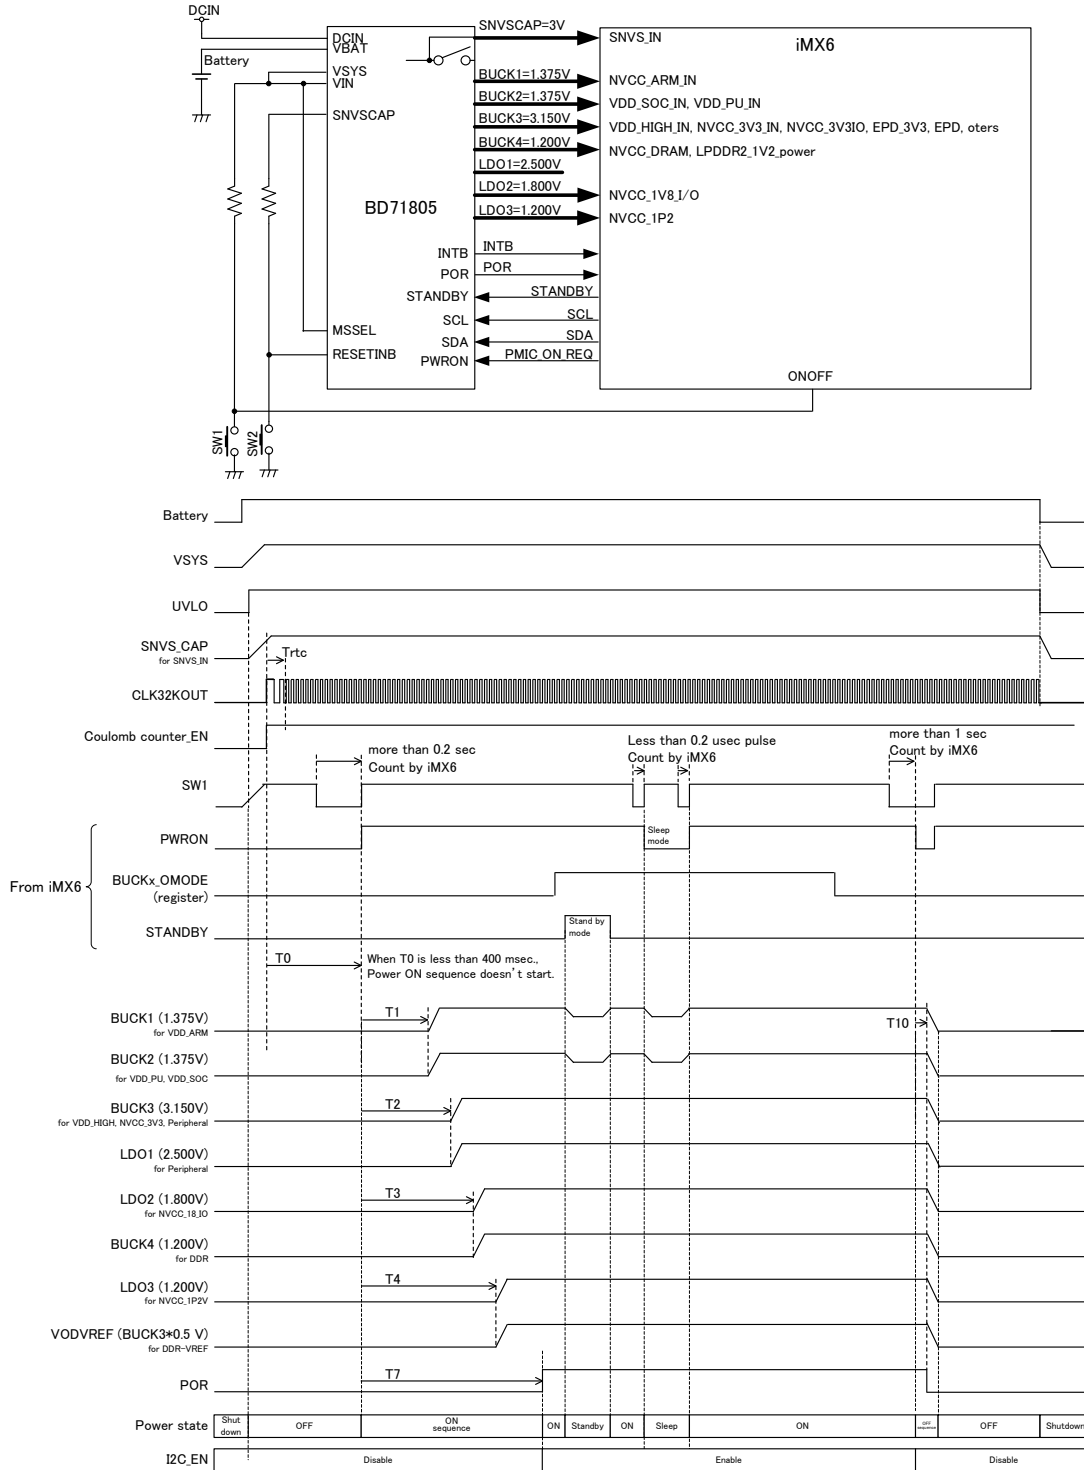 DCIN
Battery
DCIN
VBAT
VSYS
VIN
SNVSCAP
BD71805
MSSEL
RESETINB
INTB
POR
STANDBY
SCL
SDA
PWRON
SNVSCAP=3V
BUCK1=1.375V
BUCK2=1.375V
BUCK3=3.150V
BUCK4=1.200V
LDO1=2.500V
LDO2=1.800V
LDO3=1.200V
INTB
POR
STANDBY
SCL
SDA
PMIC_ON_REQ
iMX6
SNVS_IN
NVCC_ARM_IN
VDD_SOC_IN, VDD_PU_IN
VDD_HIGH_IN, NVCC_3V3_IN, NVCC_3V3IO, EPD_3V3, EPD, oters
NVCC_DRAM, LPDDR2_1V2_power
NVCC_1V8_I/O
NVCC_1P2
ONOFF
SW1
SW2
Battery
VSYS
UVLO
SNVS_CAP
for SNVS_IN
Trtc
CLK32KOUT
Coulomb counter_EN
more than 0.2 sec
Count by iMX6
Less than 0.2 usec pulse
Count by iMX6
more than 1 sec
Count by iMX6
SW1
PWRON
Sleep
mode
From iMX6
BUCKx_OMODE
(register)
STANDBY
Stand by
mode
T0
When T0 is less than 400 msec.,
Power ON sequence doesn't start.
BUCK1 (1.375V)
for VDD_ARM
T1
T10
BUCK2 (1.375V)
for VDD_PU, VDD_SOC
BUCK3 (3.150V)
for VDD_HIGH, NVCC_3V3, Peripheral
T2
LDO1 (2.500V)
for Peripheral
LDO2 (1.800V)
for NVCC_18_IO
T3
BUCK4 (1.200V)
for DDR
LDO3 (1.200V)
for NVCC_1P2V
T4
VODVREF (BUCK3*0.5 V)
for DDR-VREF
POR
T7
Power state
Shut
down
OFF
ON
sequence
ON
Standby
ON
Sleep
ON
OFF
sequence
OFF
Shutdown
I2C_EN
Disable
Enable
Disable